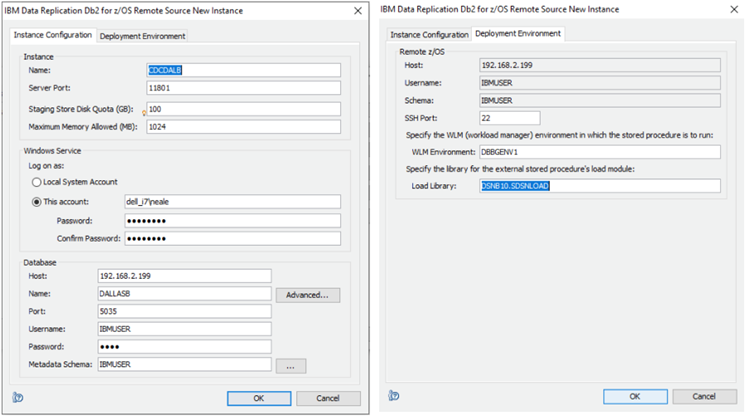 IBM Data Replication Db2 for z/OS Remote Source New Instance
Instance Configuration Deployment Environment
Instance
Name: CDCDALB
Server Port: 11801
Staging Store Disk Quota (GB): 100
Maximum Memory Allowed (MB): 1024
Windows Service
Log on as:
Local System Account
This account: dell_i7\neale
Password: ●●●●●●●●
Confirm Password: ●●●●●●●●
Database
Host: 192.168.2.199
Name: DALLASB Advanced...
Port: 5035
Username: IBMUSER
Password: ●●●●
Metadata Schema: IBMUSER ...
OK Cancel
IBM Data Replication Db2 for z/OS Remote Source New Instance
Instance Configuration Deployment Environment
Remote z/OS
Host: 192.168.2.199
Username: IBMUSER
Schema: IBMUSER
SSH Port: 22
Specify the WLM (workload manager) environment in which the stored procedure is to run:
WLM Environment: DBBGENV1
Specify the library for the external stored procedure's load module:
Load Library: DSNB10.SDSNLOAD
OK Cancel